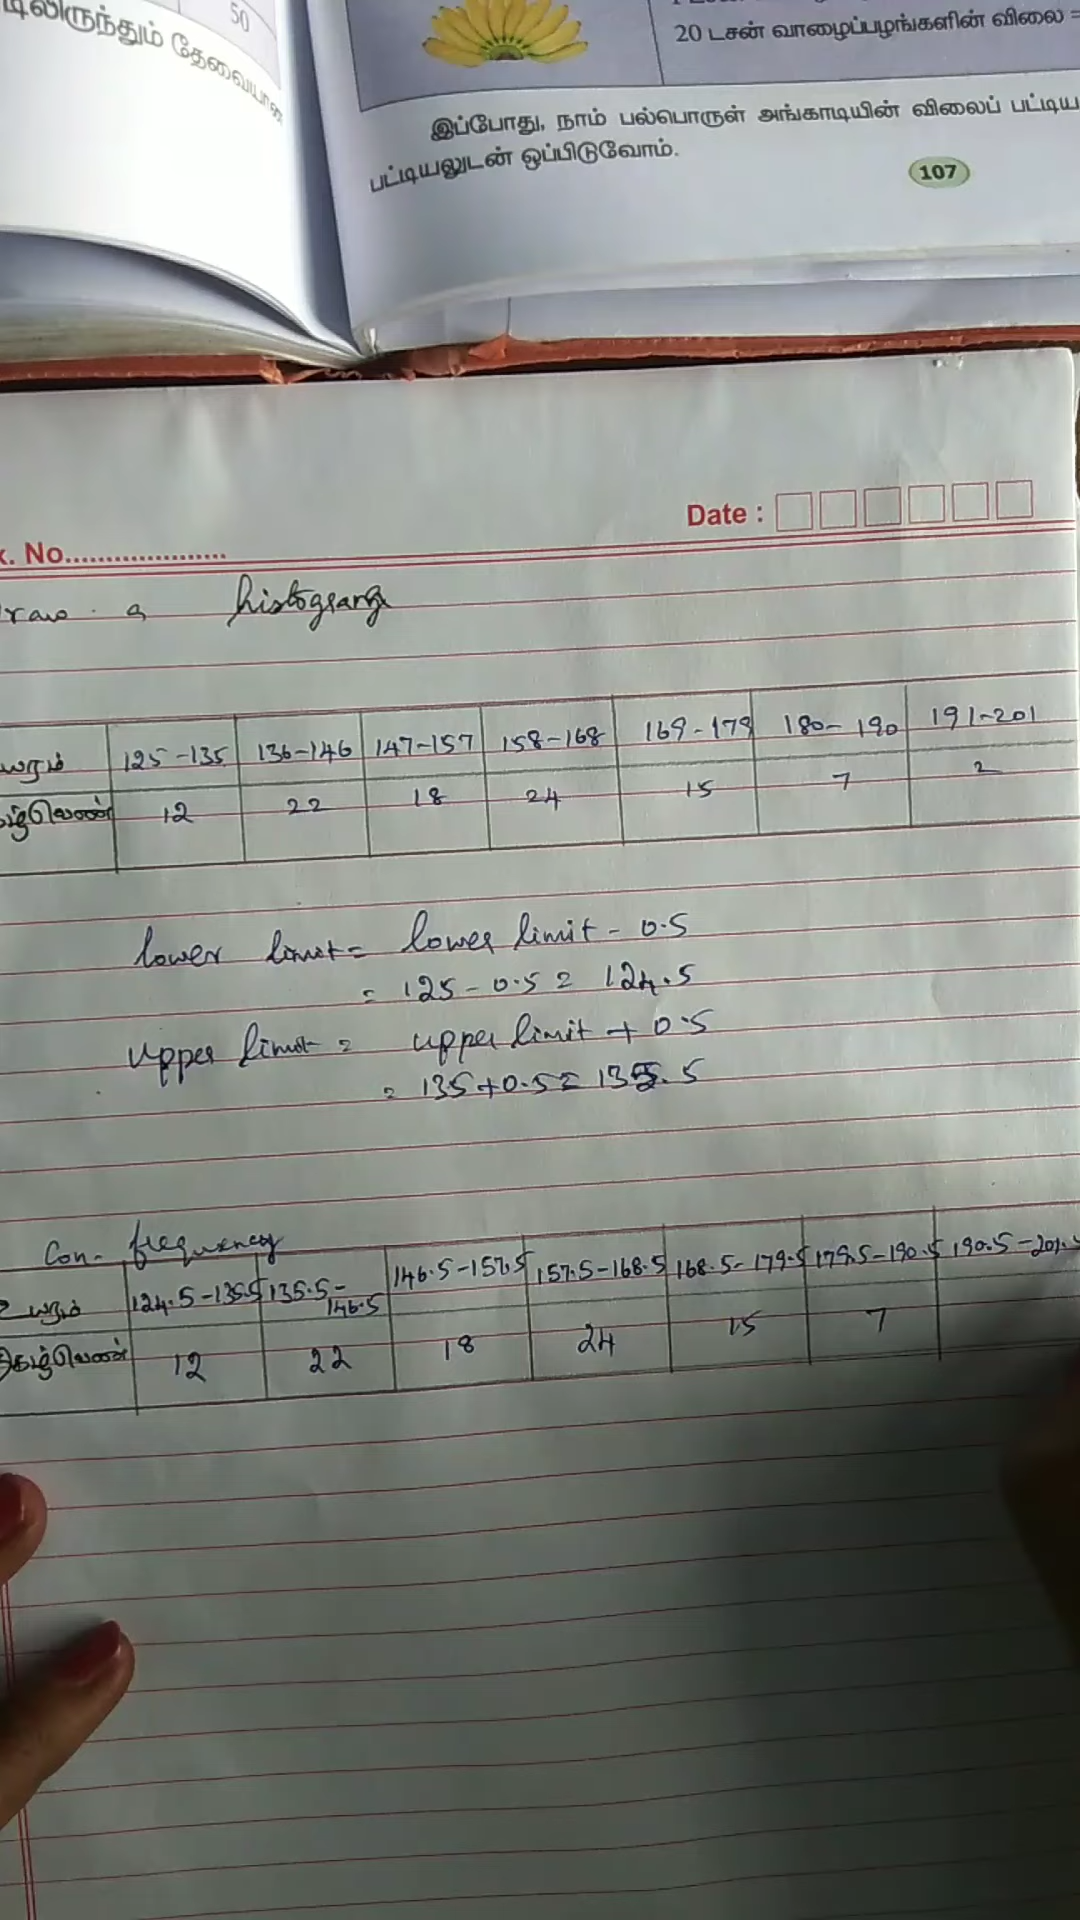 50
20 டசன் வாழைப்பழங்களின் விலை =
இப்போது, நாம் பல்பொருள் அங்காடியின் விலைப் பட்டிய
பட்டியலுடன் ஒப்பிடுவோம்.
107
Date :
No....................
a histogram
125-135 136-146 147-157 158-168 169-179 180-190 191-201
12 22 18 24 15 7 2
lower limit = lower limit - 0.5
= 125 - 0.5 = 124.5
upper limit = upper limit + 0.5
= 135 + 0.5 = 135.5
Con- frequency
உயரம் 124.5-135.5 135.5-146.5 146.5-157.5 157.5-168.5 168.5-179.5 179.5-190.5 190.5-201.5
நிகழ்வெண் 12 22 18 24 15 7